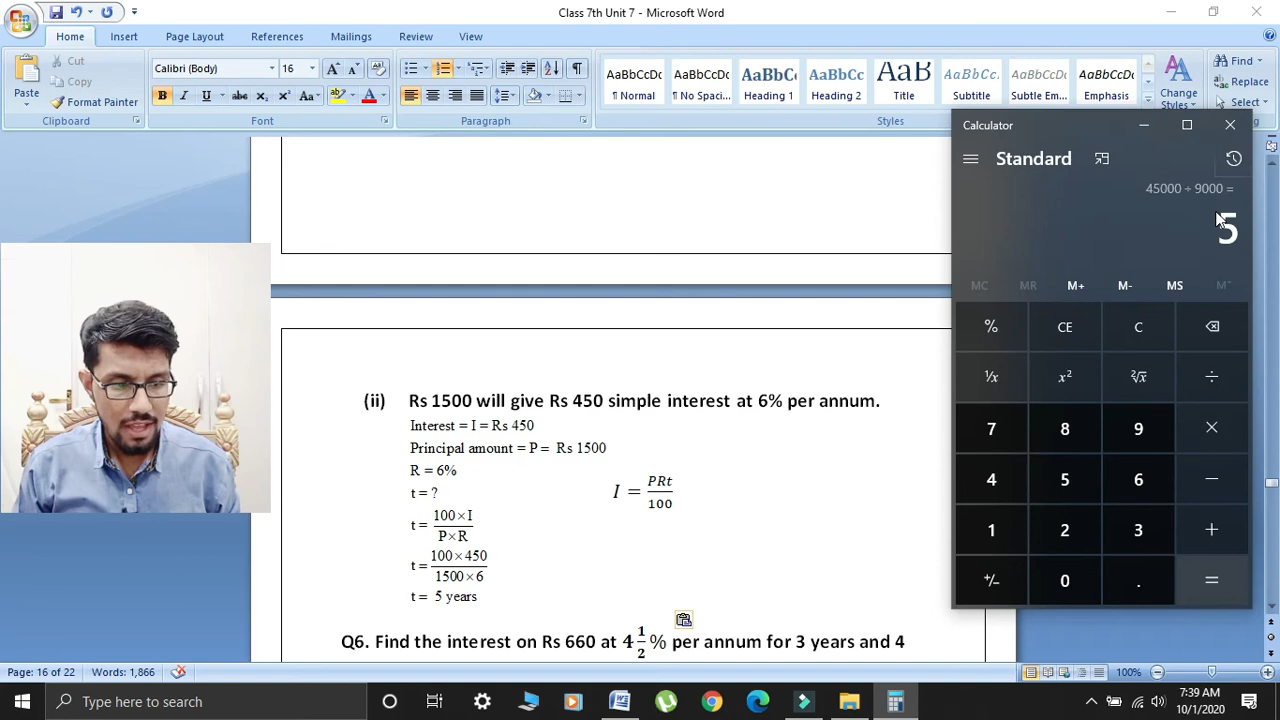 Class 7th Unit 7 - Microsoft Word
Home Insert Page Layout References Mailings Review View
Paste
Cut
Copy
Format Painter
Clipboard
Calibri (Body) 16
Font
Paragraph
AaBbCcDc AaBbCcDc AaBbC AaBbCc AaB AaBbCc. AaBbCcDc AaBbCcDc
¶ Normal ¶ No Spaci... Heading 1 Heading 2 Title Subtitle Subtle Em... Emphasis
Change Styles
Styles
Find
Replace
Select
Calculator
Standard
45000 ÷ 9000 =
5
MC MR M+ M- MS M˅
% CE C
¹/x x² ²√x ÷
7 8 9 ×
4 5 6 −
1 2 3 +
+/− 0 . =
(ii) Rs 1500 will give Rs 450 simple interest at 6% per annum.
Interest = I = Rs 450
Principal amount = P = Rs 1500
R = 6%
t = ?
I = PRt/100
t = 100×I/P×R
t = 100×450/1500×6
t = 5 years
Q6. Find the interest on Rs 660 at 4 1/2 % per annum for 3 years and 4
Page: 16 of 22 Words: 1,866 100%
Type here to search
7:39 AM
10/1/2020